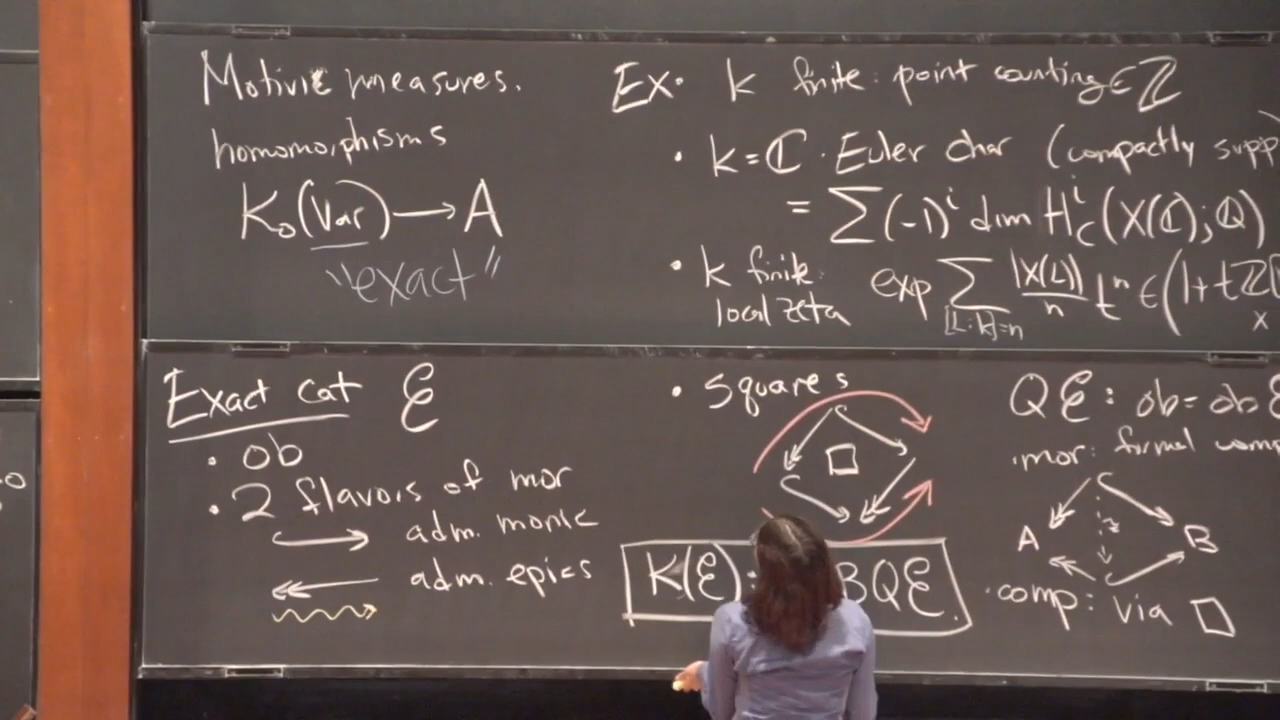 Motivic measures.
homomorphisms
K₀(Var) ⟶ A
"exact"
Ex. k finite: point counting ∈ ℤ
• k = ℂ. Euler char (compactly supp
= ∑(-1)ⁱ dim Hⁱ_c(X(ℂ); ℚ)
• k finite:
local zeta
exp ∑_{[L:k]=n} |X(L)|/n tⁿ ∈ (1+tℤ[
x
Exact cat ℰ
• ob
• 2 flavors of mor
adm. monic
adm. epics
• Squares
□
K(ℰ): BQℰ
Qℰ: ob = ob ℰ
• mor: formal comp
A B
• comp: via □